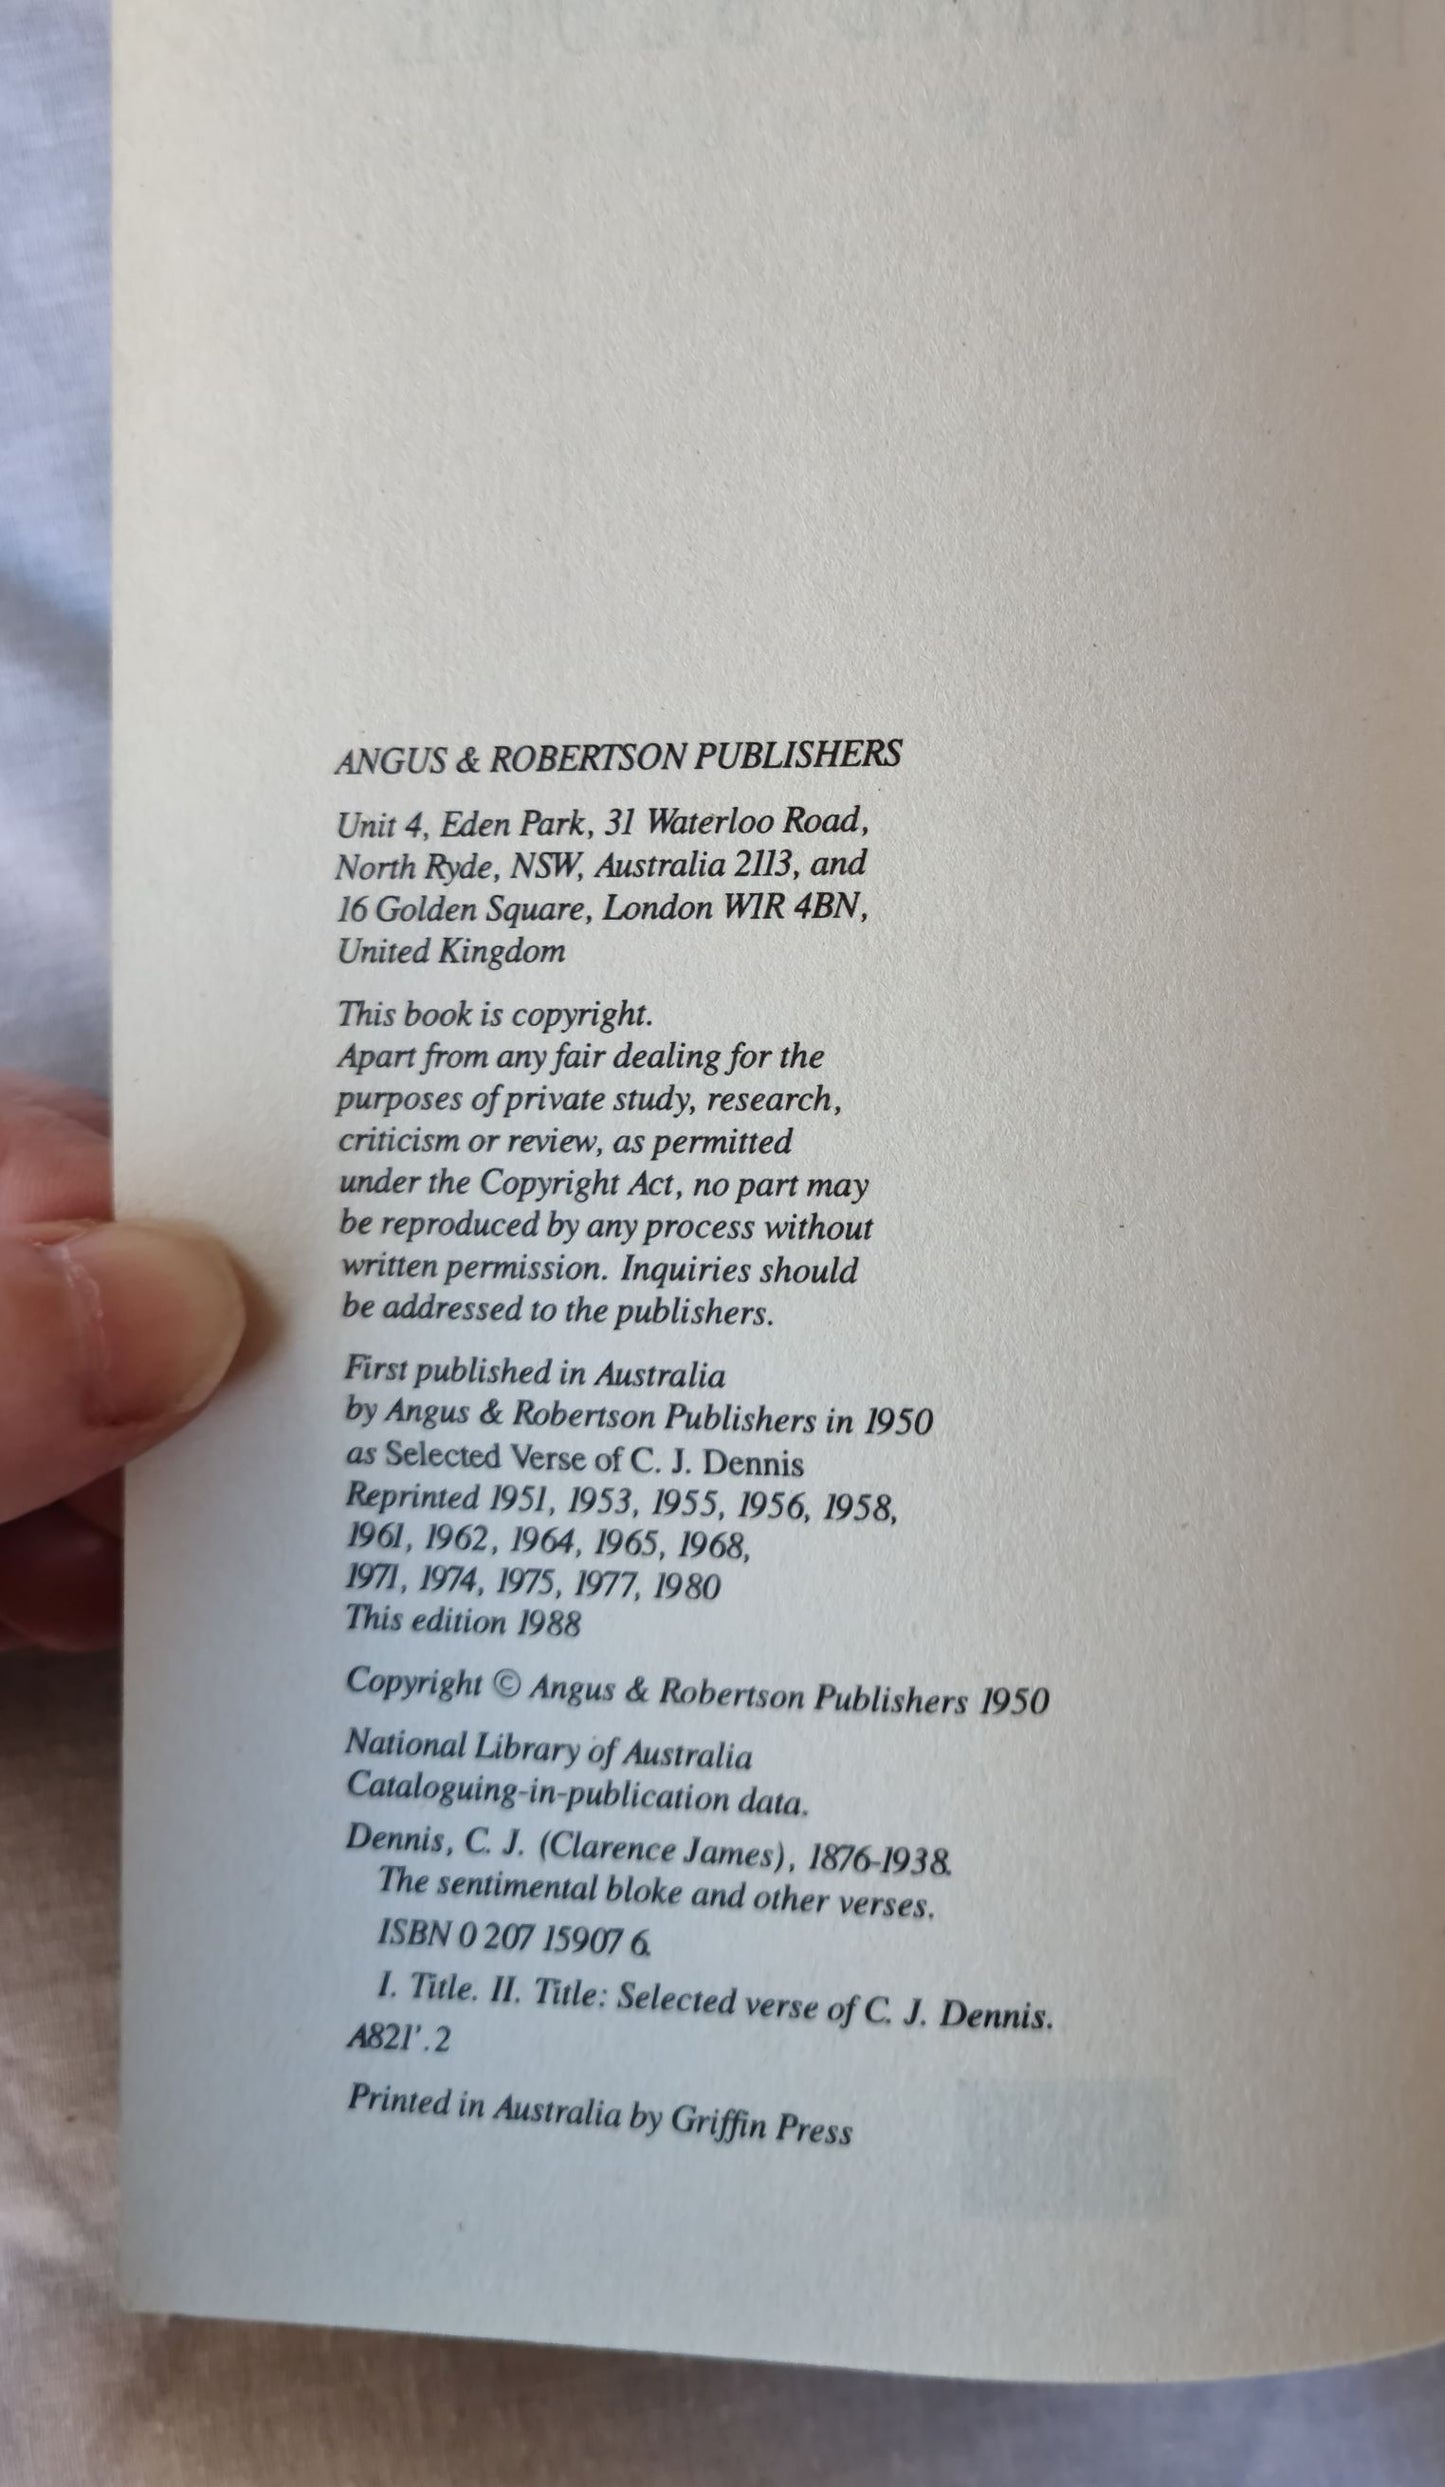 ANGUS & ROBERTSON PUBLISHERS
Unit 4, Eden Park, 31 Waterloo Road,
North Ryde, NSW, Australia 2113, and
16 Golden Square, London W1R 4BN,
United Kingdom
This book is copyright.
Apart from any fair dealing for the
purposes of private study, research,
criticism or review, as permitted
under the Copyright Act, no part may
be reproduced by any process without
written permission. Inquiries should
be addressed to the publishers.
First published in Australia
by Angus & Robertson Publishers in 1950
as Selected Verse of C. J. Dennis
Reprinted 1951, 1953, 1955, 1956, 1958,
1961, 1962, 1964, 1965, 1968,
1971, 1974, 1975, 1977, 1980
This edition 1988
Copyright © Angus & Robertson Publishers 1950
National Library of Australia
Cataloguing-in-publication data.
Dennis, C. J. (Clarence James), 1876-1938.
The sentimental bloke and other verses.
ISBN 0 207 15907 6.
I. Title. II. Title: Selected verse of C. J. Dennis.
A821'.2
Printed in Australia by Griffin Press